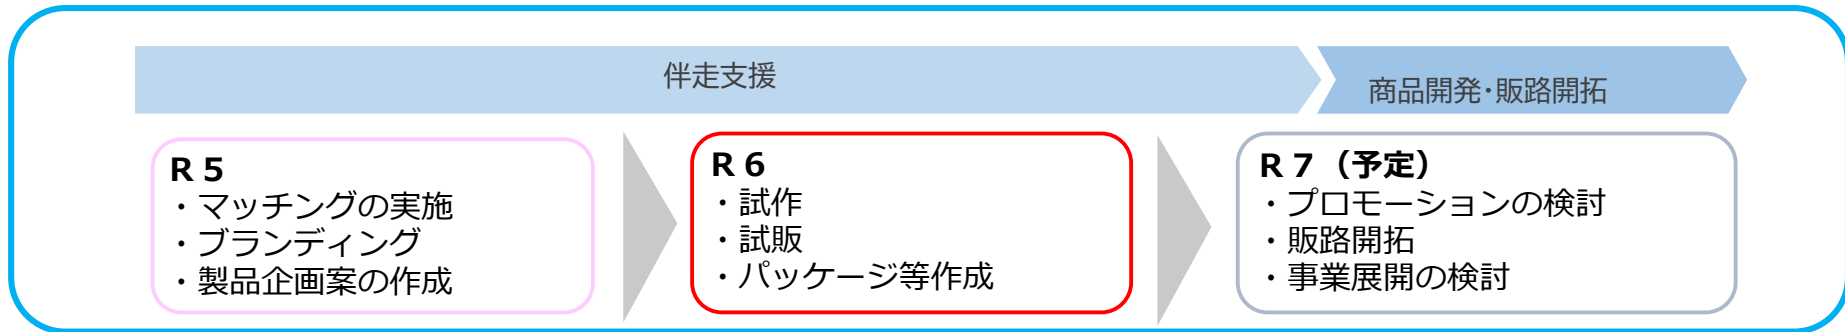 伴走支援
商品開発・販路開拓
R５
・マッチングの実施
・ブランディング
・製品企画案の作成
R６
・試作
・試販
・パッケージ等作成
R７（予定）
・プロモーションの検討
・販路開拓
・事業展開の検討